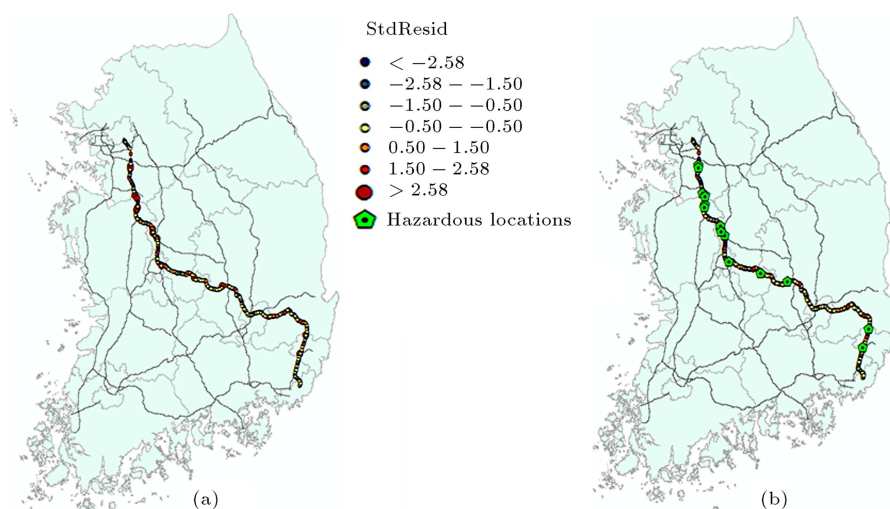 StdResid
< −2.58
−2.58 − −1.50
−1.50 − −0.50
−0.50 − −0.50
0.50 − 1.50
1.50 − 2.58
> 2.58
Hazardous locations
(a)
(b)